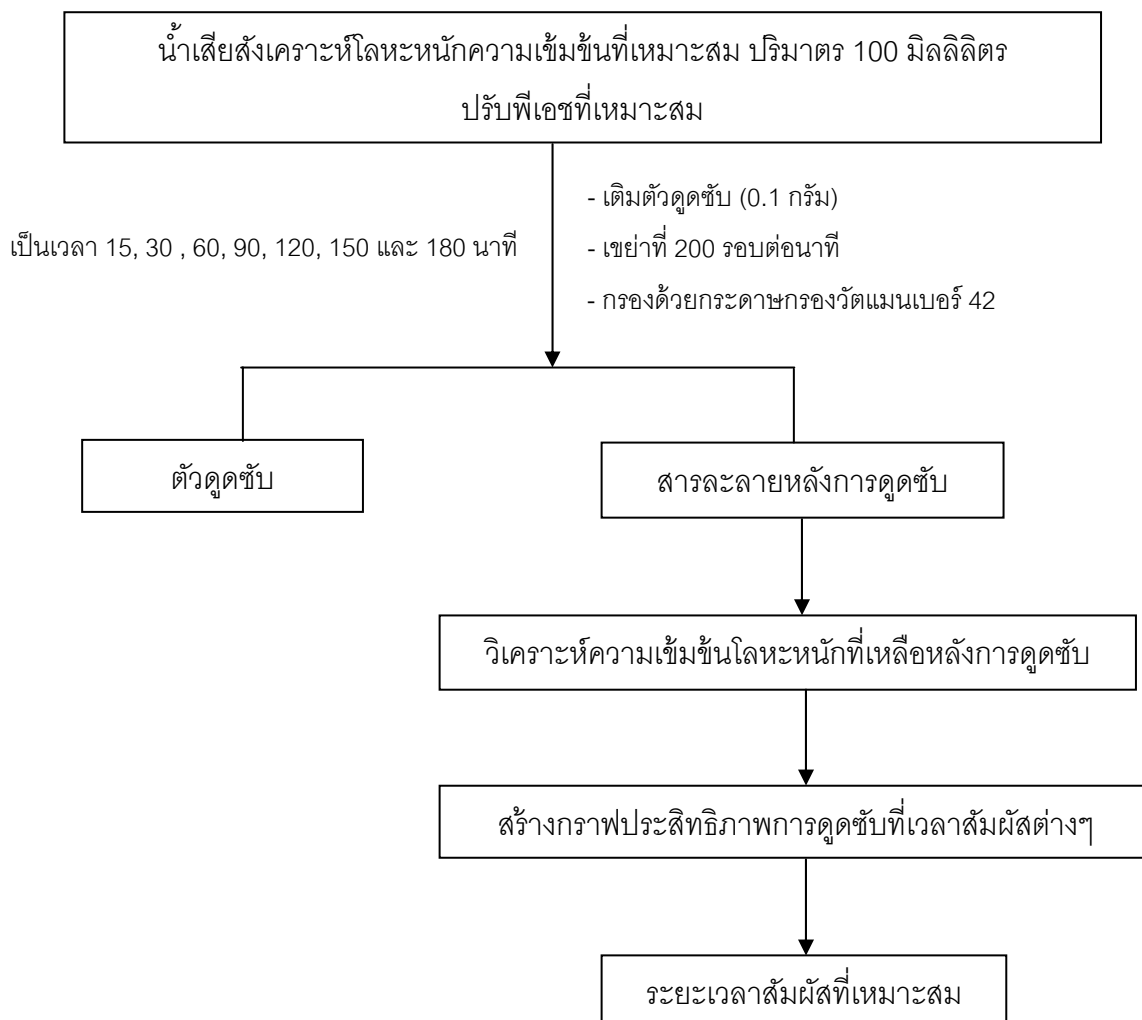 น้ำเสียสังเคราะห์โลหะหนักความเข้มข้นที่เหมาะสม ปริมาตร 100 มิลลิลิตร
ปรับพีเอชที่เหมาะสม
เป็นเวลา 15, 30 , 60, 90, 120, 150 และ 180 นาที
- เติมตัวดูดซับ (0.1 กรัม)
- เขย่าที่ 200 รอบต่อนาที
- กรองด้วยกระดาษกรองวัตแมนเบอร์ 42
ตัวดูดซับ
สารละลายหลังการดูดซับ
วิเคราะห์ความเข้มข้นโลหะหนักที่เหลือหลังการดูดซับ
สร้างกราฟประสิทธิภาพการดูดซับที่เวลาสัมผัสต่างๆ
ระยะเวลาสัมผัสที่เหมาะสม